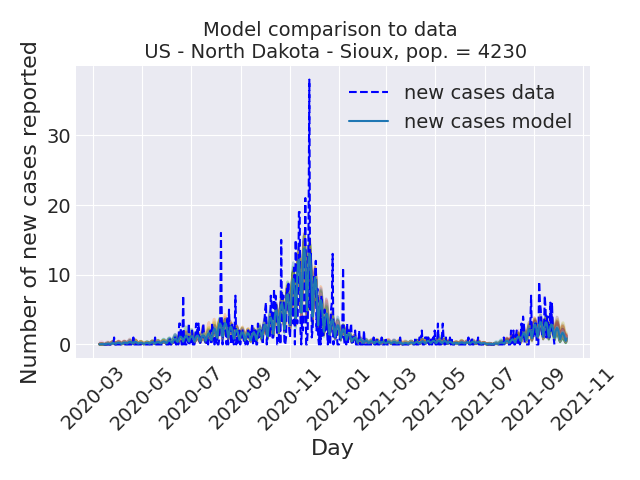 Model comparison to data
US - North Dakota - Sioux, pop. = 4230
Number of new cases reported
30
20
10
0
new cases data
new cases model
2020-03
2020-05
2020-07
2020-09
2020-11
2021-01
2021-03
2021-05
2021-07
2021-09
2021-11
Day